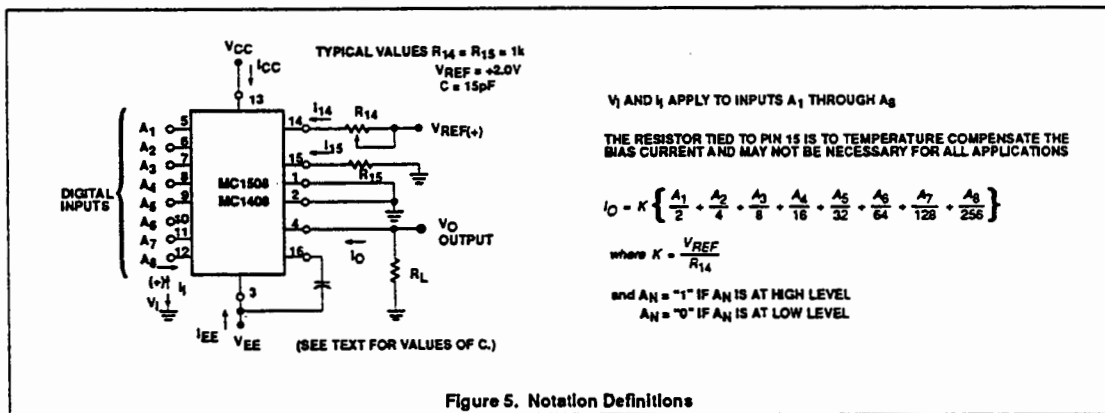 TYPICAL VALUES R14 = R15 = 1k
VREF = +2.0V
C = 15pF
VCC
ICC
13
A1 5
A2 6
A3 7
A4 8
A5 9
A6 10
A7 11
A8 12
DIGITAL
INPUTS
MC1508
MC1408
14
I14
R14
VREF(+)
15
I15
R15
1
2
4
VO
OUTPUT
IO
16
RL
(+)
II
VI
3
IEE
VEE
(SEE TEXT FOR VALUES OF C.)
VI AND II APPLY TO INPUTS A1 THROUGH A8
THE RESISTOR TIED TO PIN 15 IS TO TEMPERATURE COMPENSATE THE
BIAS CURRENT AND MAY NOT BE NECESSARY FOR ALL APPLICATIONS
IO = K { A1/2 + A2/4 + A3/8 + A4/16 + A5/32 + A6/64 + A7/128 + A8/256 }
where K = VREF/R14
and AN = "1" IF AN IS AT HIGH LEVEL
AN = "0" IF AN IS AT LOW LEVEL
Figure 5. Notation Definitions